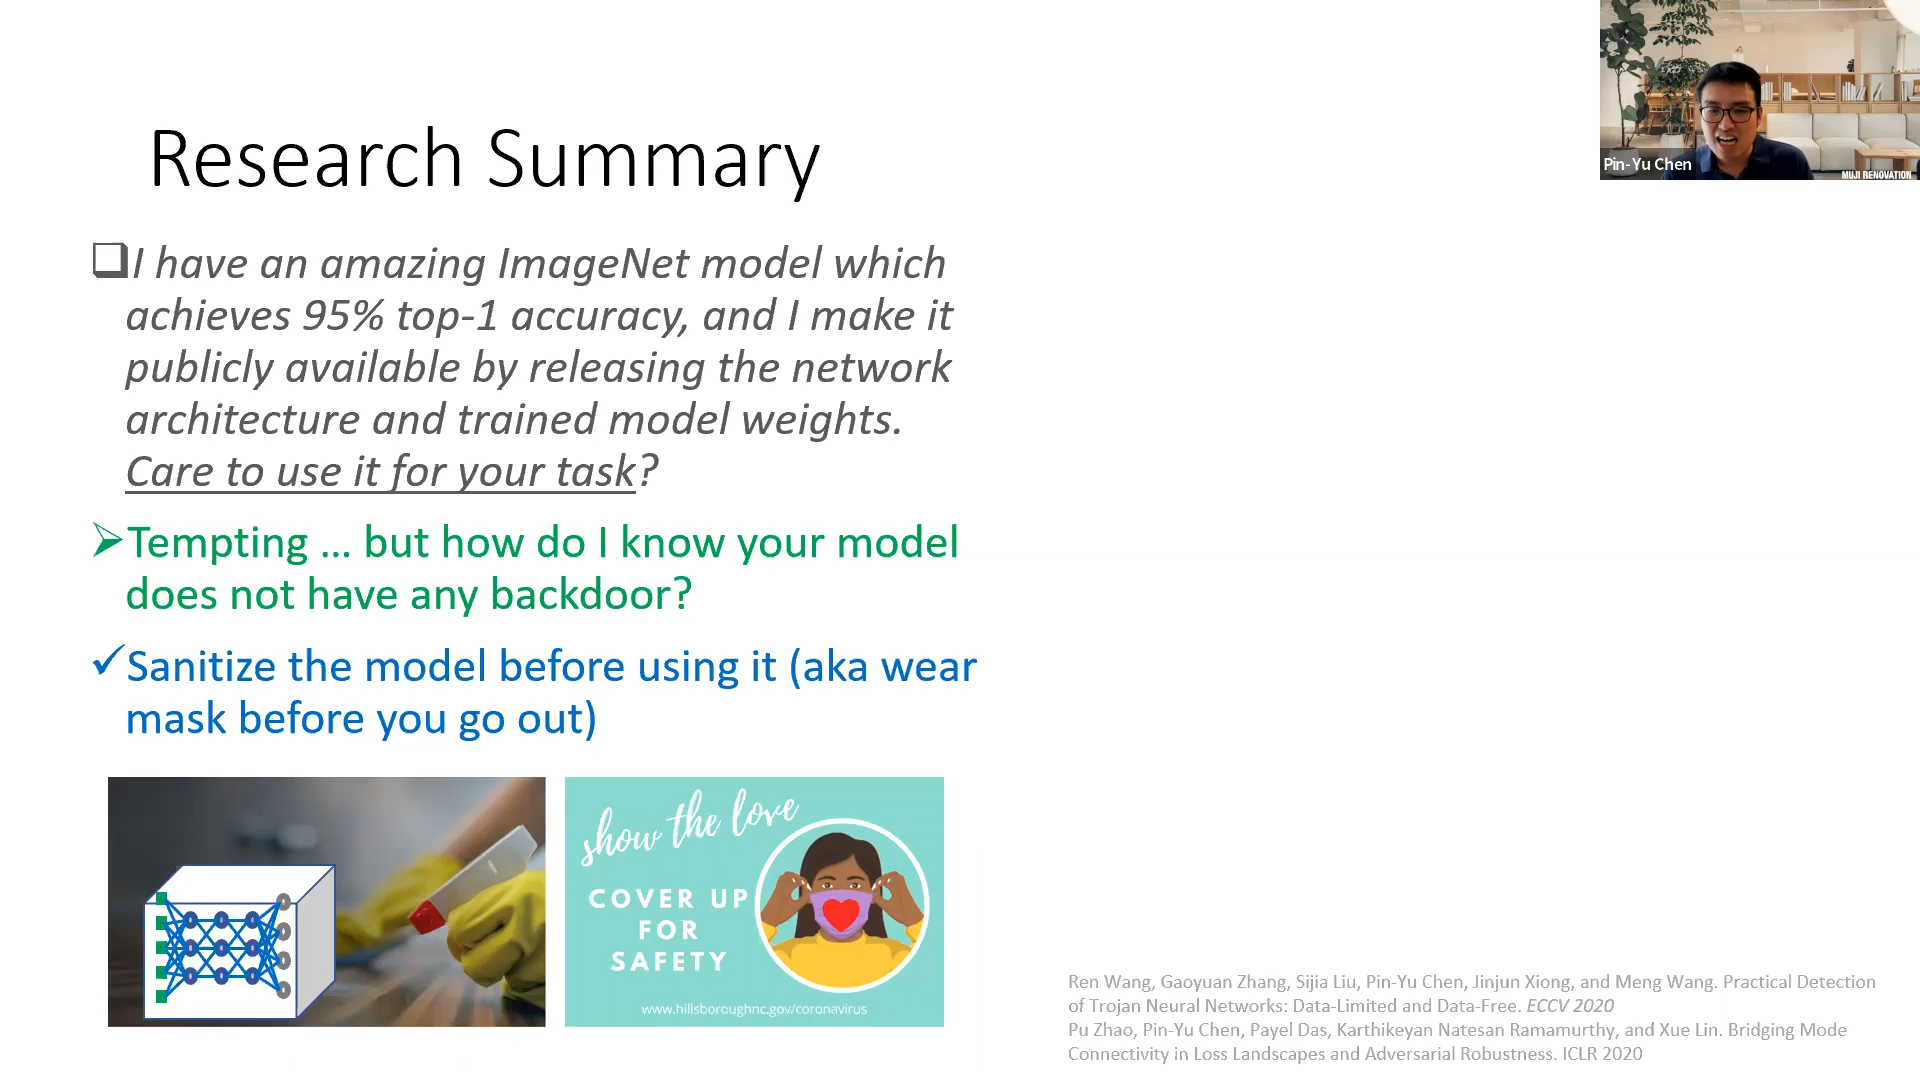 Research Summary
I have an amazing ImageNet model which
achieves 95% top-1 accuracy, and I make it
publicly available by releasing the network
architecture and trained model weights.
Care to use it for your task?
Tempting ... but how do I know your model
does not have any backdoor?
Sanitize the model before using it (aka wear
mask before you go out)
show the love
COVER UP
FOR
SAFETY
www.hillsboroughnc.gov/coronavirus
Pin-Yu Chen
MUJI RENOVATION
Ren Wang, Gaoyuan Zhang, Sijia Liu, Pin-Yu Chen, Jinjun Xiong, and Meng Wang. Practical Detection
of Trojan Neural Networks: Data-Limited and Data-Free. ECCV 2020
Pu Zhao, Pin-Yu Chen, Payel Das, Karthikeyan Natesan Ramamurthy, and Xue Lin. Bridging Mode
Connectivity in Loss Landscapes and Adversarial Robustness. ICLR 2020